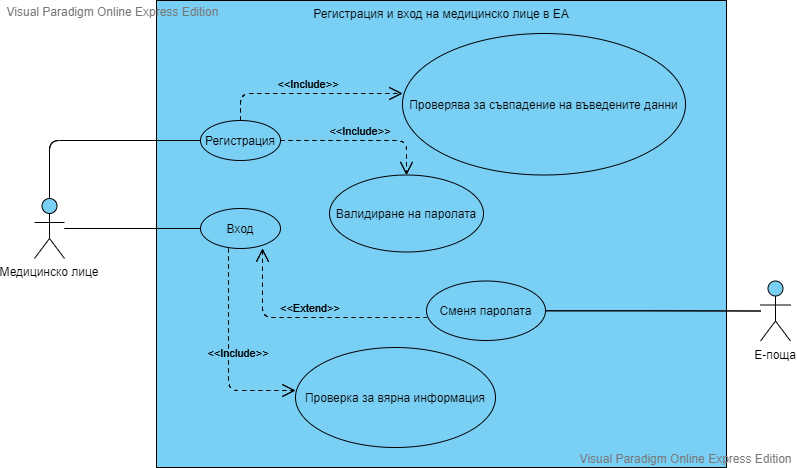 Visual Paradigm Online Express Edition
Регистрация и вход на медицинско лице в ЕА
<<Include>>
Проверява за съвпадение на въведените данни
<<Include>>
Регистрация
Валидиране на паролата
Вход
Медицинско лице
<<Extend>>
Сменя паролата
<<Include>>
Е-поща
Проверка за вярна информация
Visual Paradigm Online Express Edition